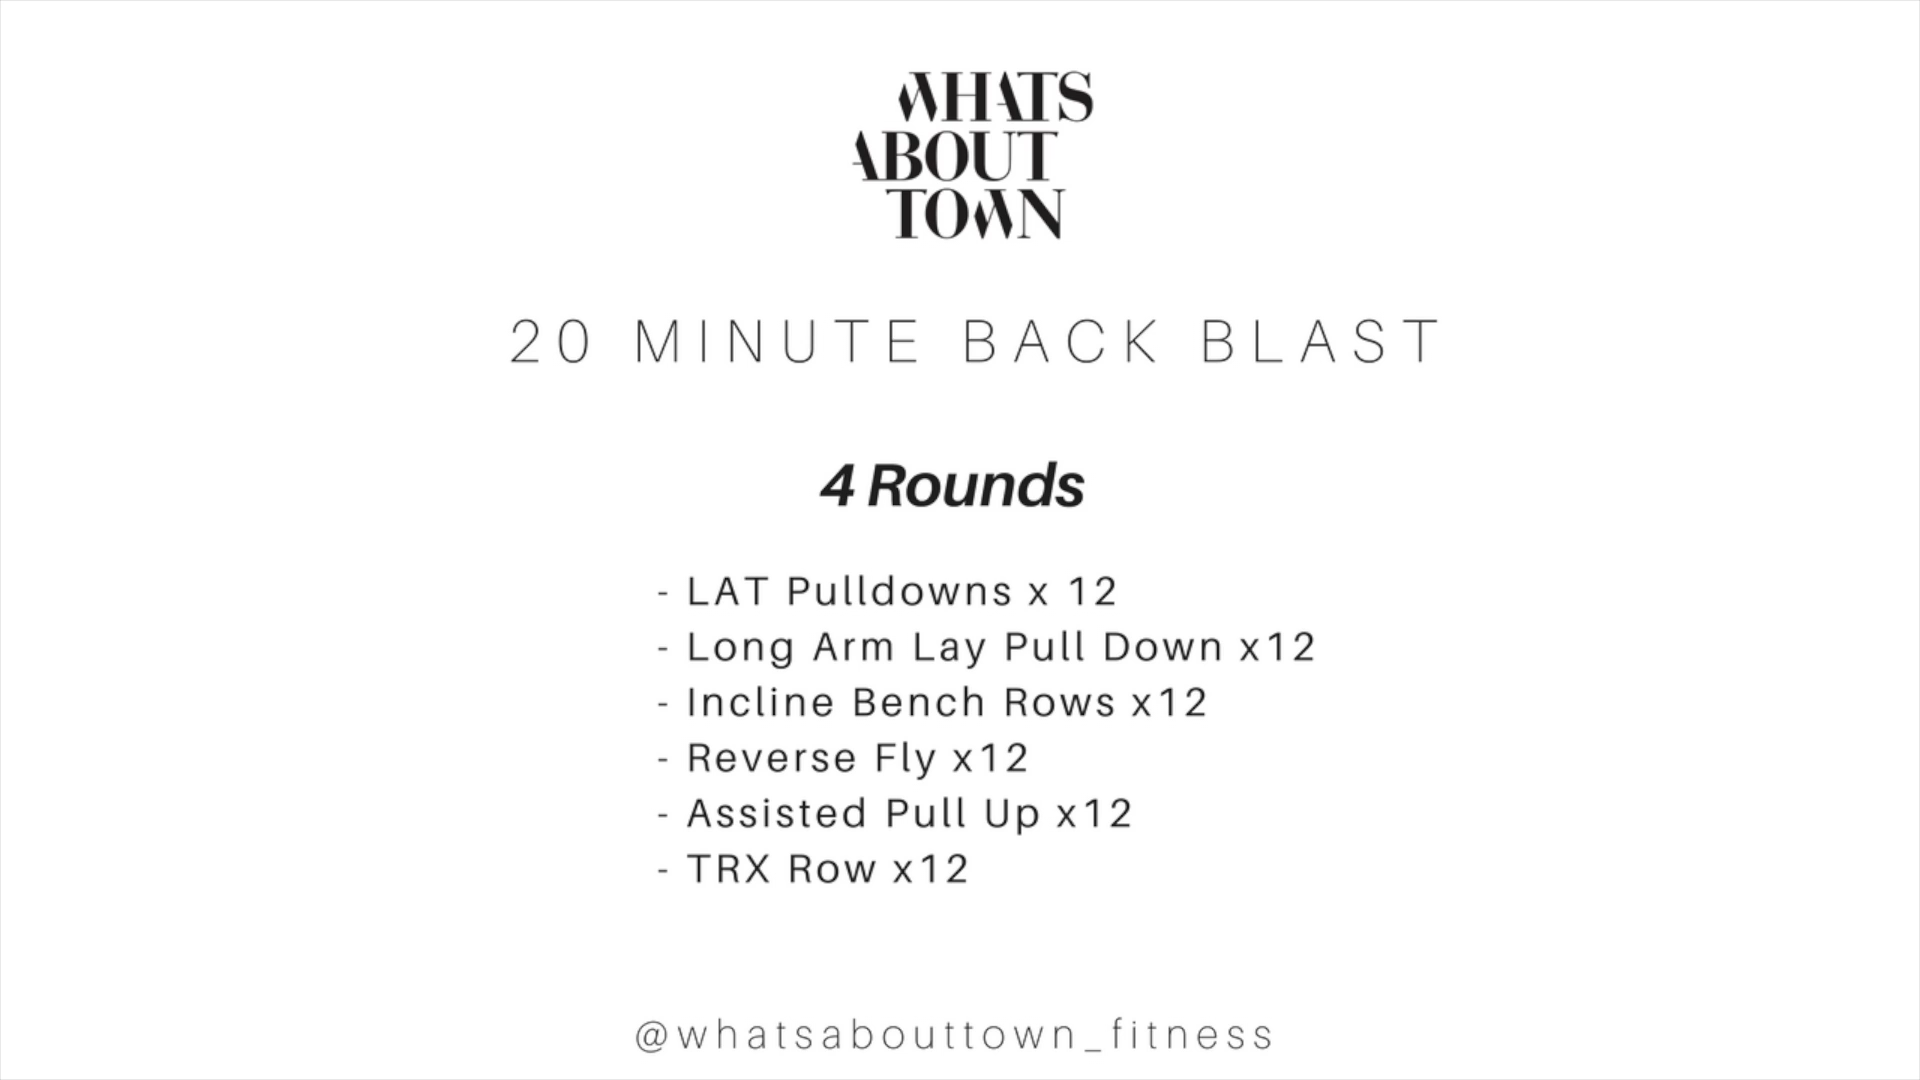 WHATS
ABOUT
TOWN
20 MINUTE BACK BLAST
4 Rounds
- LAT Pulldowns x 12
- Long Arm Lay Pull Down x12
- Incline Bench Rows x12
- Reverse Fly x12
- Assisted Pull Up x12
- TRX Row x12
@whatsabouttown_fitness